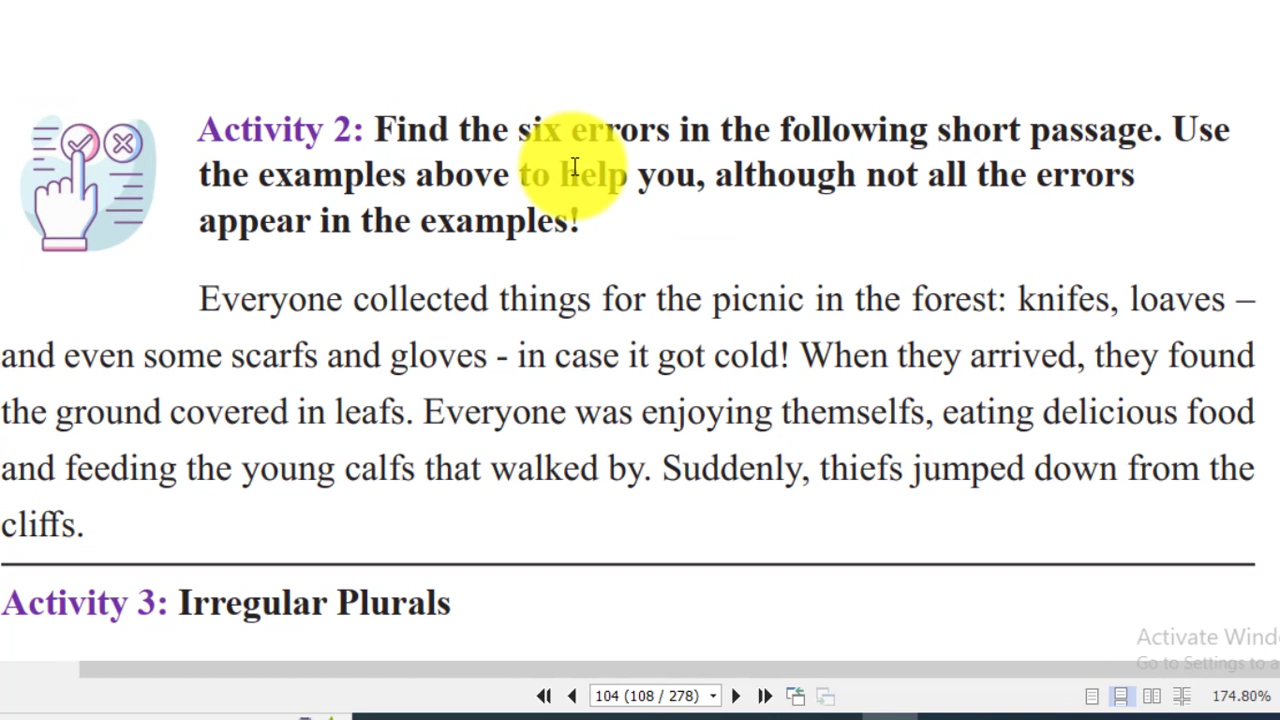 Activity 2: Find the six errors in the following short passage. Use
the examples above to help you, although not all the errors
appear in the examples!
Everyone collected things for the picnic in the forest: knifes, loaves –
and even some scarfs and gloves - in case it got cold! When they arrived, they found
the ground covered in leafs. Everyone was enjoying themselfs, eating delicious food
and feeding the young calfs that walked by. Suddenly, thiefs jumped down from the
cliffs.
Activity 3: Irregular Plurals
Activate Wind
Go to Settings to a
104 (108 / 278)
174.80%